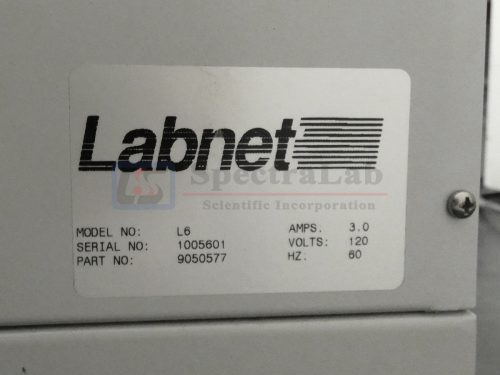 Labnet
SpectraLab
Scientific Incorporation
MODEL NO: L6 AMPS. 3.0
SERIAL NO: 1005601 VOLTS: 120
PART NO: 9050577 HZ: 60